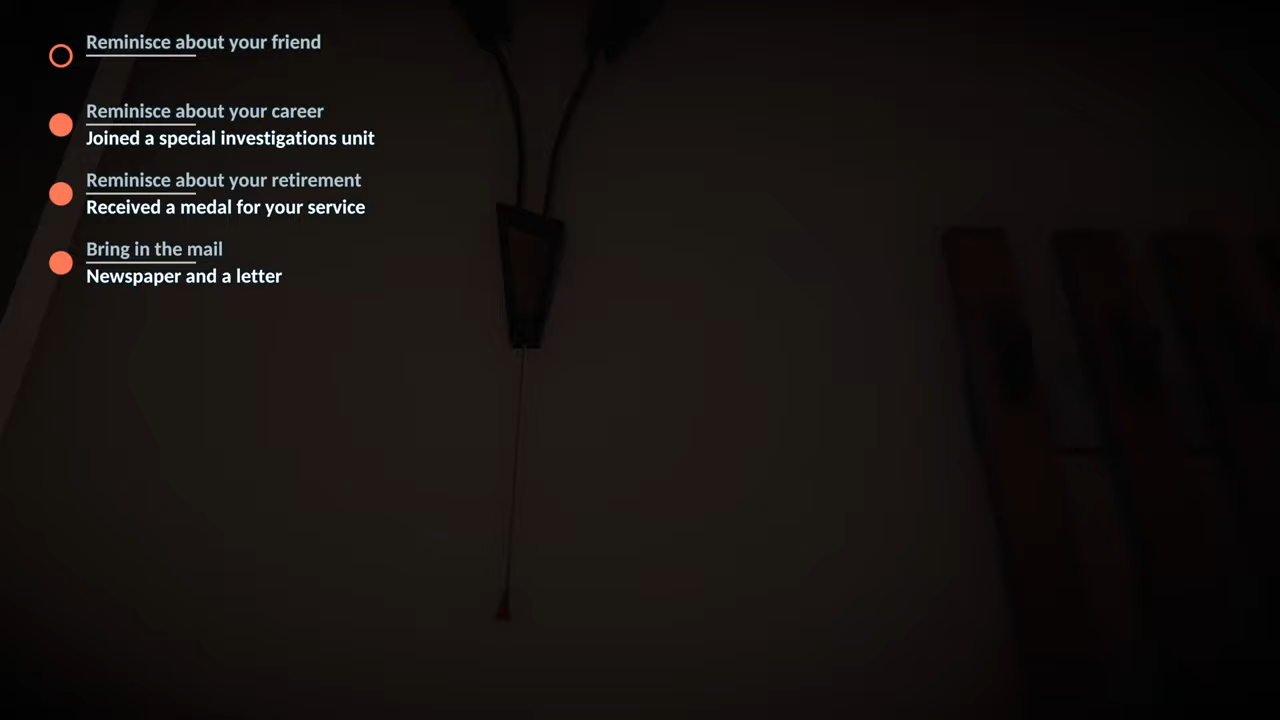 Reminisce about your friend
Reminisce about your career
Joined a special investigations unit
Reminisce about your retirement
Received a medal for your service
Bring in the mail
Newspaper and a letter